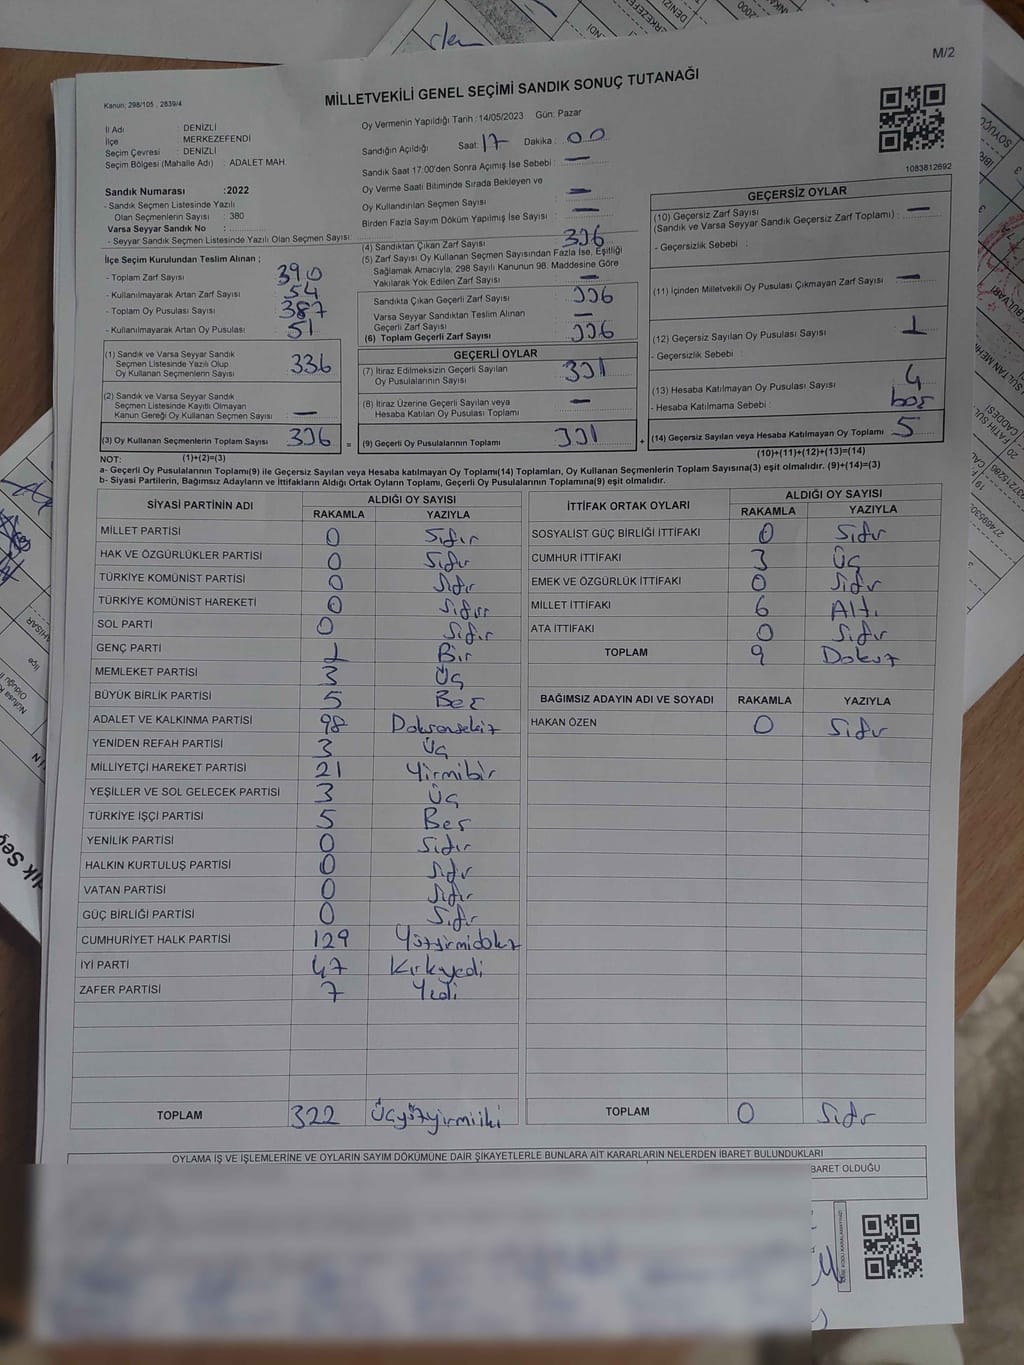 M/2
Kanun, 298/105 , 2839/4
MİLLETVEKİLİ GENEL SEÇİMİ SANDIK SONUÇ TUTANAĞI
İl Adı : DENİZLİ
İlçe : MERKEZEFENDİ
Seçim Çevresi : DENİZLİ
Seçim Bölgesi (Mahalle Adı) : ADALET MAH.
Oy Vermenin Yapıldığı Tarih : 14/05/2023 Gün: Pazar
Sandığın Açıldığı Saat: 17 Dakika : 00
Sandık Saat 17:00'den Sonra Açımış İse Sebebi : —
Oy Verme Saati Bitiminde Sırada Bekleyen ve
Oy Kullandırılan Seçmen Sayısı : —
Birden Fazla Sayım Döküm Yapılmış İse Sayısı : —
1083812692
Sandık Numarası :2022
- Sandık Seçmen Listesinde Yazılı
Olan Seçmenlerin Sayısı : 380
Varsa Seyyar Sandık No :
- Seyyar Sandık Seçmen Listesinde Yazılı Olan Seçmen Sayısı:
İlçe Seçim Kurulundan Teslim Alınan ;
- Toplam Zarf Sayısı 390
- Kullanılmayarak Artan Zarf Sayısı 54
- Toplam Oy Pusulası Sayısı 387
- Kullanılmayarak Artan Oy Pusulası 51
(1) Sandık ve Varsa Seyyar Sandık
Seçmen Listesinde Yazılı Olup
Oy Kullanan Seçmenlerin Sayısı 336
(2) Sandık ve Varsa Seyyar Sandık
Seçmen Listesinde Kayıtlı Olmayan
Kanun Gereği Oy Kullanan Seçmen Sayısı —
(3) Oy Kullanan Seçmenlerin Toplam Sayısı 336 =
(1)+(2)=(3)
(4) Sandıktan Çıkan Zarf Sayısı 336
(5) Zarf Sayısı Oy Kullanan Seçmen Sayısından Fazla İse, Eşitliği
Sağlamak Amacıyla, 298 Sayılı Kanunun 98. Maddesine Göre
Yakılarak Yok Edilen Zarf Sayısı —
Sandıkta Çıkan Geçerli Zarf Sayısı 336
Varsa Seyyar Sandıktan Teslim Alınan
Geçerli Zarf Sayısı —
(6) Toplam Geçerli Zarf Sayısı 336
GEÇERLİ OYLAR
(7) İtiraz Edilmeksizin Geçerli Sayılan
Oy Pusulalarının Sayısı 331
(8) İtiraz Üzerine Geçerli Sayılan veya
Hesaba Katılan Oy Pusulası Toplamı —
(9) Geçerli Oy Pusulalarının Toplamı 331 +
GEÇERSİZ OYLAR
(10) Geçersiz Zarf Sayısı
(Sandık ve Varsa Seyyar Sandık Geçersiz Zarf Toplamı) : —
- Geçersizlik Sebebi :
(11) İçinden Milletvekili Oy Pusulası Çıkmayan Zarf Sayısı —
(12) Geçersiz Sayılan Oy Pusulası Sayısı 1
- Geçersizlik Sebebi
(13) Hesaba Katılmayan Oy Pusulası Sayısı 4
- Hesaba Katılmama Sebebi : boş
(14) Geçersiz Sayılan veya Hesaba Katılmayan Oy Pusulası Toplamı 5
(10)+(11)+(12)+(13)=(14)
NOT:
a- Geçerli Oy Pusulalarının Toplamı(9) ile Geçersiz Sayılan veya Hesaba katılmayan Oy Toplamı(14) Toplamları, Oy Kullanan Seçmenlerin Toplam Sayısına(3) eşit olmalıdır. (9)+(14)=(3)
b- Siyasi Partilerin, Bağımsız Adayların ve İttifakların Aldığı Ortak Oyların Toplamı, Geçerli Oy Pusulalarının Toplamına(9) eşit olmalıdır.
SİYASİ PARTİNİN ADI ALDIĞI OY SAYISI
RAKAMLA YAZIYLA
MİLLET PARTİSİ 0 Sıfır
HAK VE ÖZGÜRLÜKLER PARTİSİ 0 Sıfır
TÜRKİYE KOMÜNİST PARTİSİ 0 Sıfır
TÜRKİYE KOMÜNİST HAREKETİ 0 Sıfır
SOL PARTİ 0 Sıfır
GENÇ PARTİ 1 Bir
MEMLEKET PARTİSİ 3 Üç
BÜYÜK BİRLİK PARTİSİ 5 Beş
ADALET VE KALKINMA PARTİSİ 98 Doksansekiz
YENİDEN REFAH PARTİSİ 3 Üç
MİLLİYETÇİ HAREKET PARTİSİ 21 Yirmibir
YEŞİLLER VE SOL GELECEK PARTİSİ 3 Üç
TÜRKİYE İŞÇİ PARTİSİ 5 Beş
YENİLİK PARTİSİ 0 Sıfır
HALKIN KURTULUŞ PARTİSİ 0 Sıfır
VATAN PARTİSİ 0 Sıfır
GÜÇ BİRLİĞİ PARTİSİ 0 Sıfır
CUMHURİYET HALK PARTİSİ 129 Yüzyirmidokuz
İYİ PARTİ 47 Kırkyedi
ZAFER PARTİSİ 7 Yedi
TOPLAM 322 Üçyüzyirmiiki
İTTİFAK ORTAK OYLARI ALDIĞI OY SAYISI
RAKAMLA YAZIYLA
SOSYALİST GÜÇ BİRLİĞİ İTTİFAKI 0 Sıfır
CUMHUR İTTİFAKI 3 Üç
EMEK VE ÖZGÜRLÜK İTTİFAKI 0 Sıfır
MİLLET İTTİFAKI 6 Altı
ATA İTTİFAKI 0 Sıfır
TOPLAM 9 Dokuz
BAĞIMSIZ ADAYIN ADI VE SOYADI RAKAMLA YAZIYLA
HAKAN ÖZEN 0 Sıfır
TOPLAM 0 Sıfır
OYLAMA İŞ VE İŞLEMLERİNE VE OYLARIN SAYIM DÖKÜMÜNE DAİR ŞİKAYETLERLE BUNLARA AİT KARARLARIN NELERDEN İBARET BULUNDUKLARI
BARET OLDUĞU